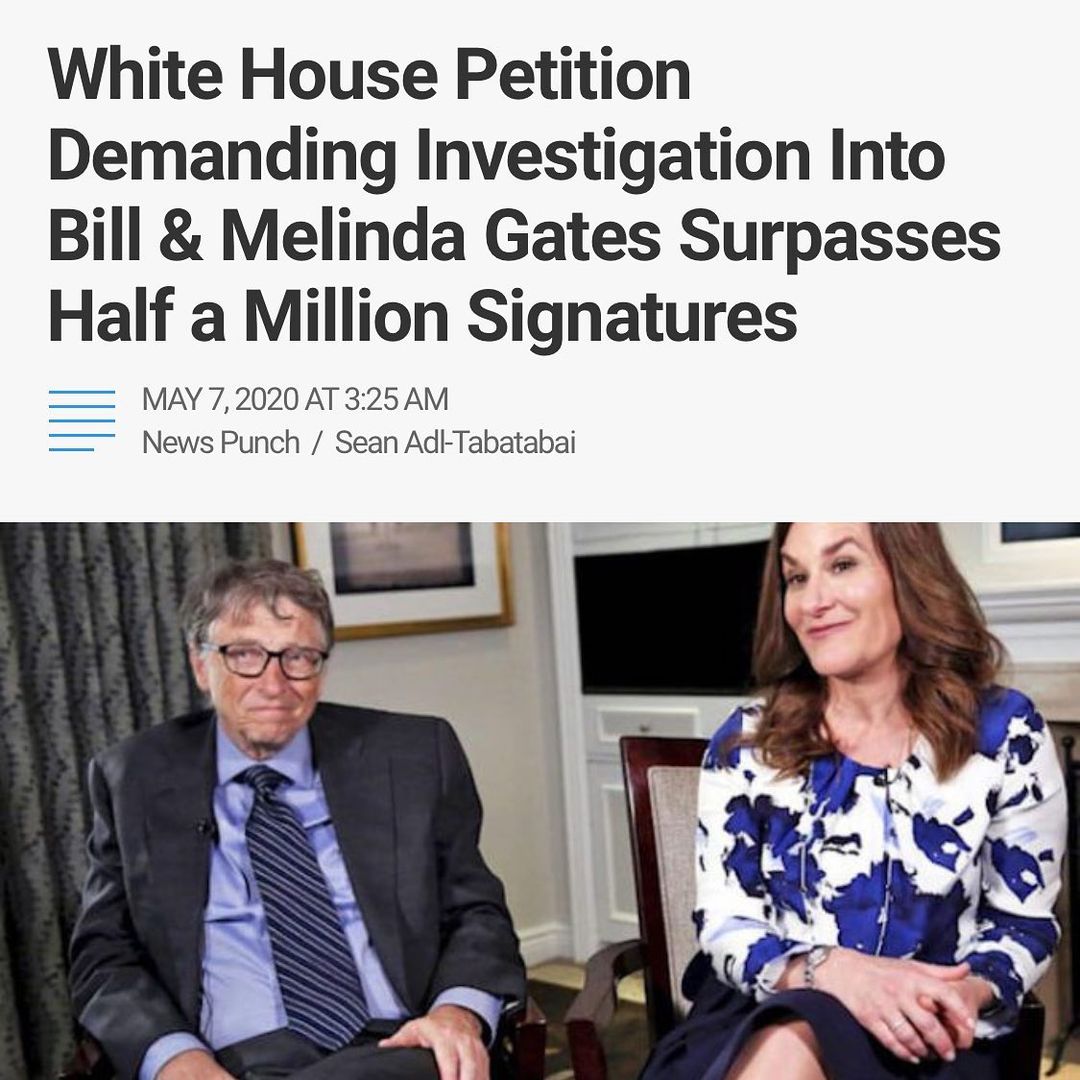 White House Petition
Demanding Investigation Into
Bill & Melinda Gates Surpasses
Half a Million Signatures
MAY 7, 2020 AT 3:25 AM
News Punch / Sean Adl-Tabatabai